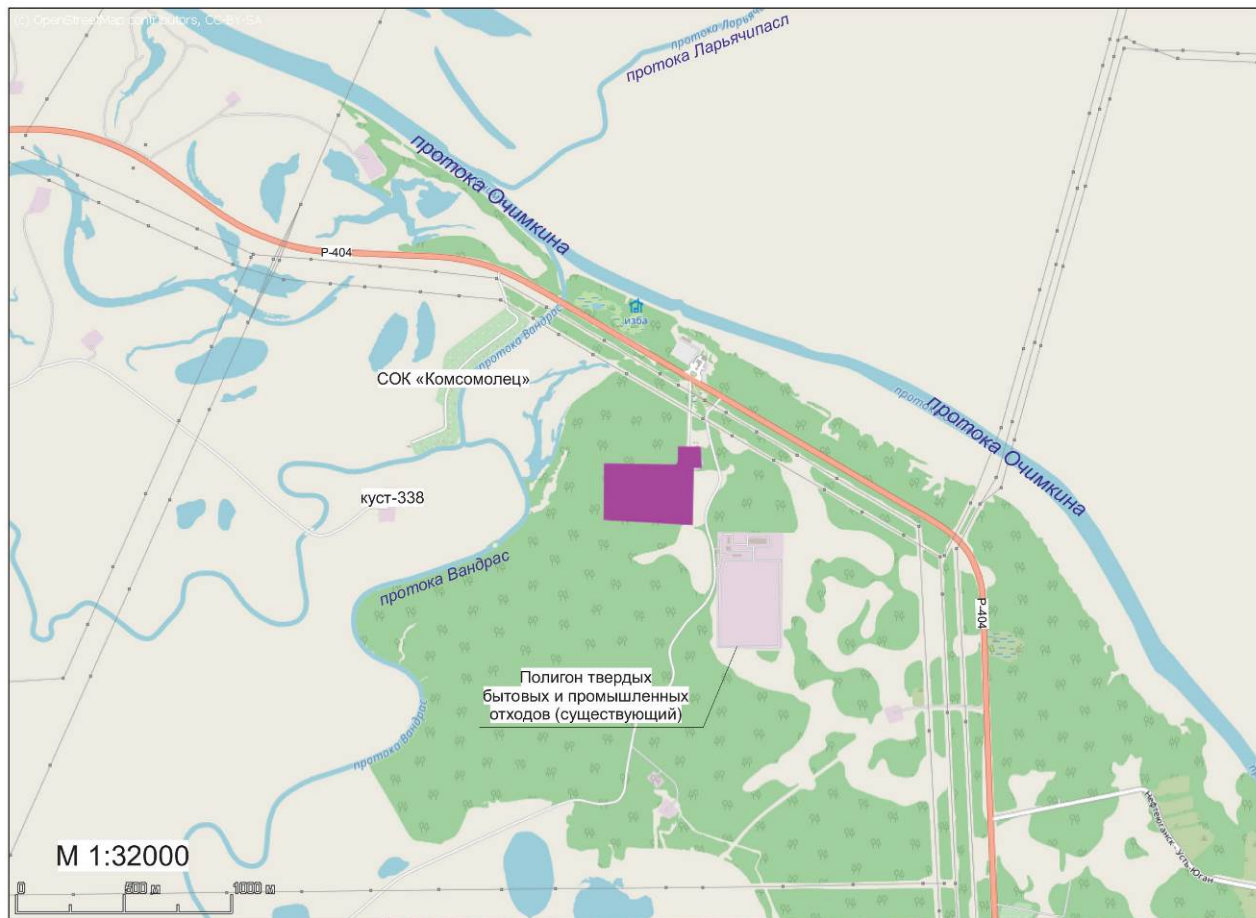 (c) OpenStreetMap contributors, CC-BY-SA
протока Ларьячипасл
протока Очимкина
Р-404
изба
протока Вандрас
СОК «Комсомолец»
протока Очимкина
куст-338
протока Вандрас
Р-404
Полигон твердых
бытовых и промышленных
отходов (существующий)
протока Вандрас
Нефтеюганск - Усть-Юган
М 1:32000
0 500 м 1000 м